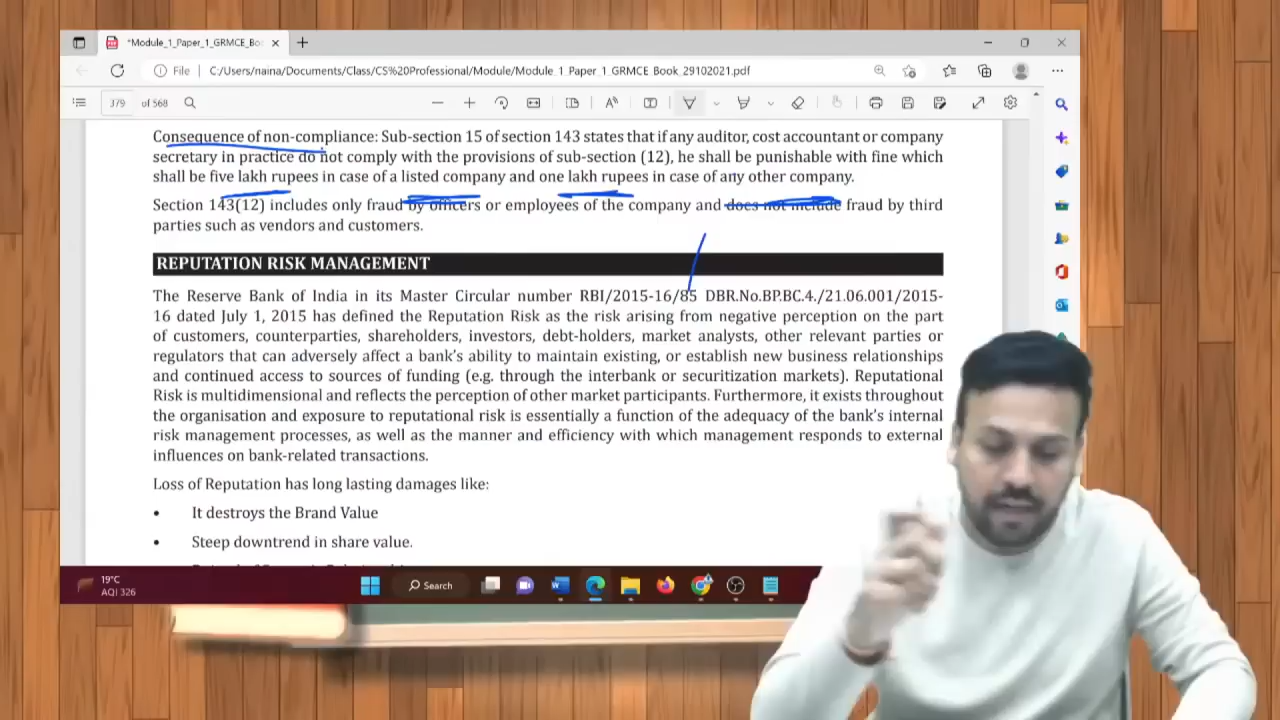 *Module_1_Paper_1_GRMCE_Bo
File C:/Users/naina/Documents/Class/CS%20Professional/Module/Module_1_Paper_1_GRMCE_Book_29102021.pdf
379 of 568
Consequence of non-compliance: Sub-section 15 of section 143 states that if any auditor, cost accountant or company
secretary in practice do not comply with the provisions of sub-section (12), he shall be punishable with fine which
shall be five lakh rupees in case of a listed company and one lakh rupees in case of any other company.
Section 143(12) includes only fraud by officers or employees of the company and does not include fraud by third
parties such as vendors and customers.
REPUTATION RISK MANAGEMENT
The Reserve Bank of India in its Master Circular number RBI/2015-16/85 DBR.No.BP.BC.4./21.06.001/2015-
16 dated July 1, 2015 has defined the Reputation Risk as the risk arising from negative perception on the part
of customers, counterparties, shareholders, investors, debt-holders, market analysts, other relevant parties or
regulators that can adversely affect a bank's ability to maintain existing, or establish new business relationships
and continued access to sources of funding (e.g. through the interbank or securitization markets). Reputational
Risk is multidimensional and reflects the perception of other market participants. Furthermore, it exists throughout
the organisation and exposure to reputational risk is essentially a function of the adequacy of the bank's internal
risk management processes, as well as the manner and efficiency with which management responds to external
influences on bank-related transactions.
Loss of Reputation has long lasting damages like:
• It destroys the Brand Value
• Steep downtrend in share value.
19°C
AQI 326
Search